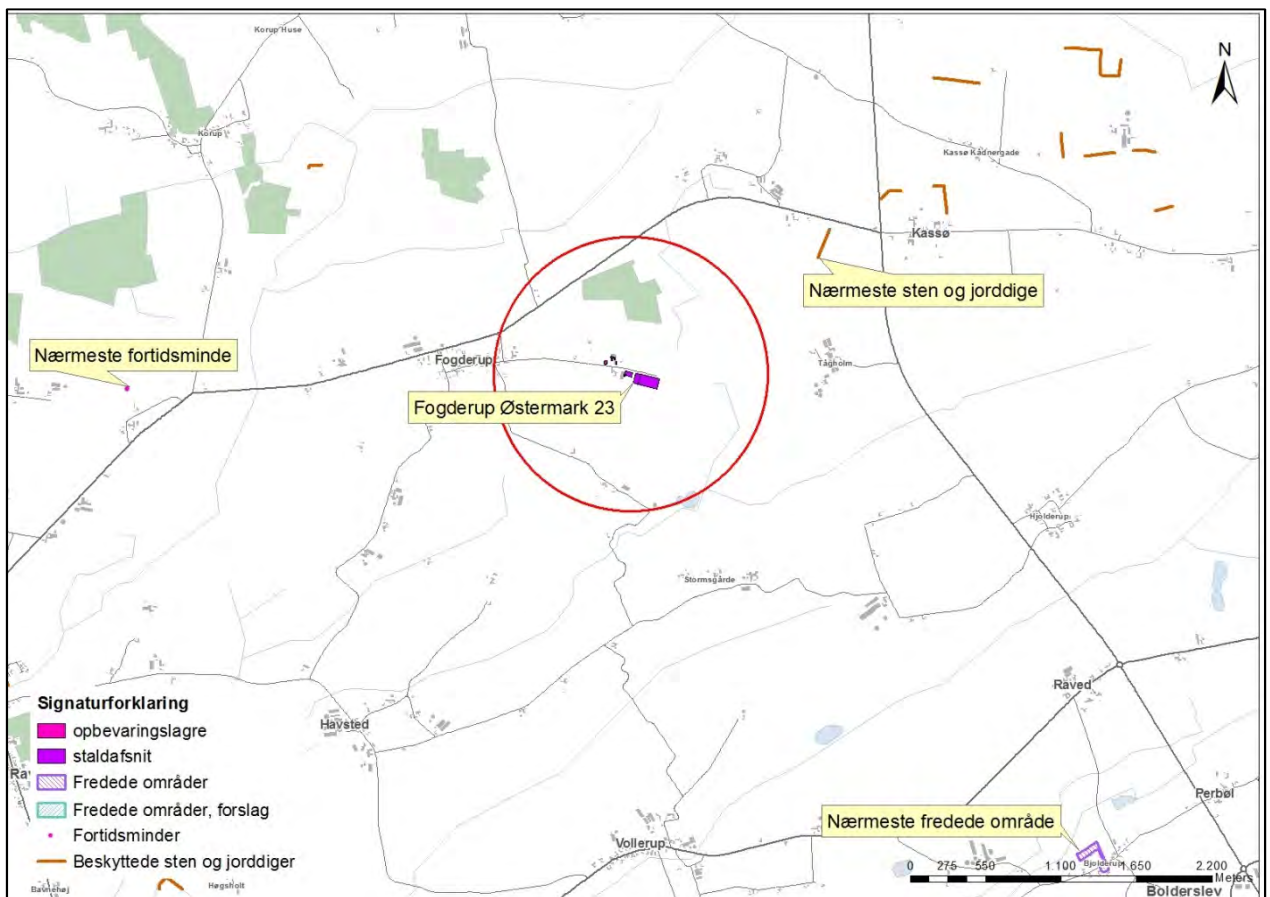 Korup Huse
N
Korup
Kassø Kådnergade
Kassø
Nærmeste sten og jorddige
Nærmeste fortidsminde
Fogderup
Tågholm
Fogderup Østermark 23
Hjolderup
Stormsgårde
Signaturforklaring
opbevaringslagre
staldafsnit
Fredede områder
Fredede områder, forslag
Fortidsminder
Beskyttede sten og jorddiger
Havsted
Raved
Perbøl
Nærmeste fredede område
Vollerup
Bjolderup
0 275 550 1.100 1.650 2.200
Meters
Bavnehøj
Høgsholt
Bolderslev